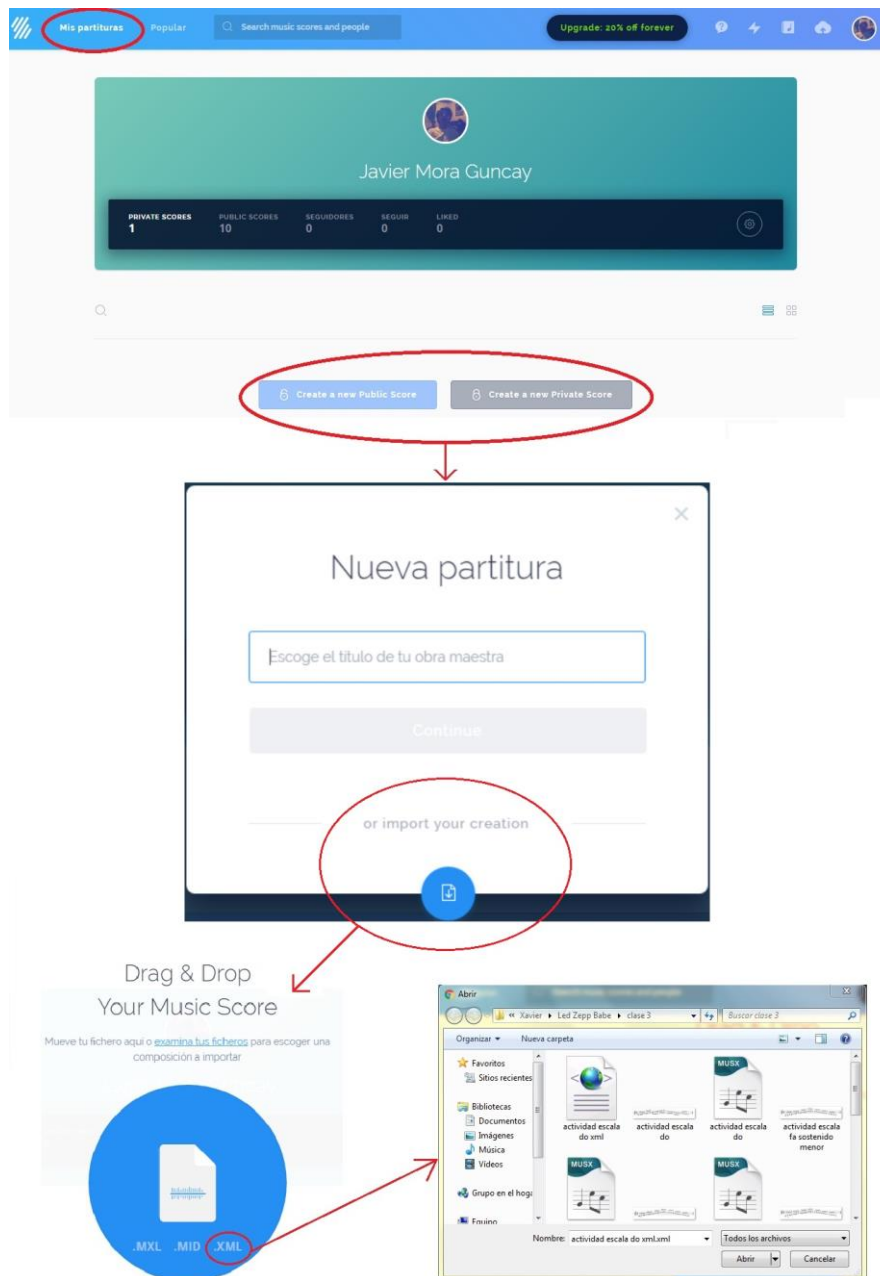 Mis partituras Popular Search music scores and people Upgrade: 20% off forever
Javier Mora Guncay
PRIVATE SCORES PUBLIC SCORES SEGUIDORES SEGUIR LIKED
1 10 0 0 0
Create a new Public Score Create a new Private Score
Nueva partitura
Escoge el título de tu obra maestra
Continue
or import your creation
Drag & Drop
Your Music Score
Mueve tu fichero aqui o examina tus ficheros para escoger una
composición a importar
.MXL .MID .XML
Abrir
« Xavier Led Zepp Babe clase 3 Buscar clase 3
Organizar Nueva carpeta
Favoritos
Sitios recientes
Bibliotecas
Documentos
Imágenes
Música
Vídeos
Grupo en el hoga
Equipo
MUSX
actividad escala
do xml
actividad escala
do
actividad escala
do
actividad escala
fa sostenido
menor
MUSX MUSX
Nombre: actividad escala do xml.xml Todos los archivos
Abrir Cancelar